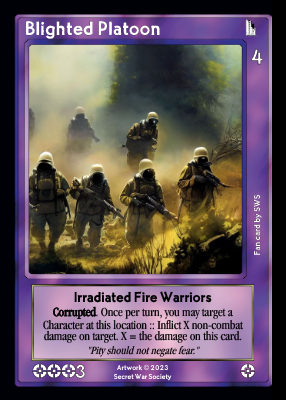 Blighted Platoon
4
Fan card by SWS
Irradiated Fire Warriors
Corrupted. Once per turn, you may target a
Character at this location :: Inflict X non-combat
damage on target. X = the damage on this card.
"Pity should not negate fear."
3
Artwork © 2023
Secret War Society